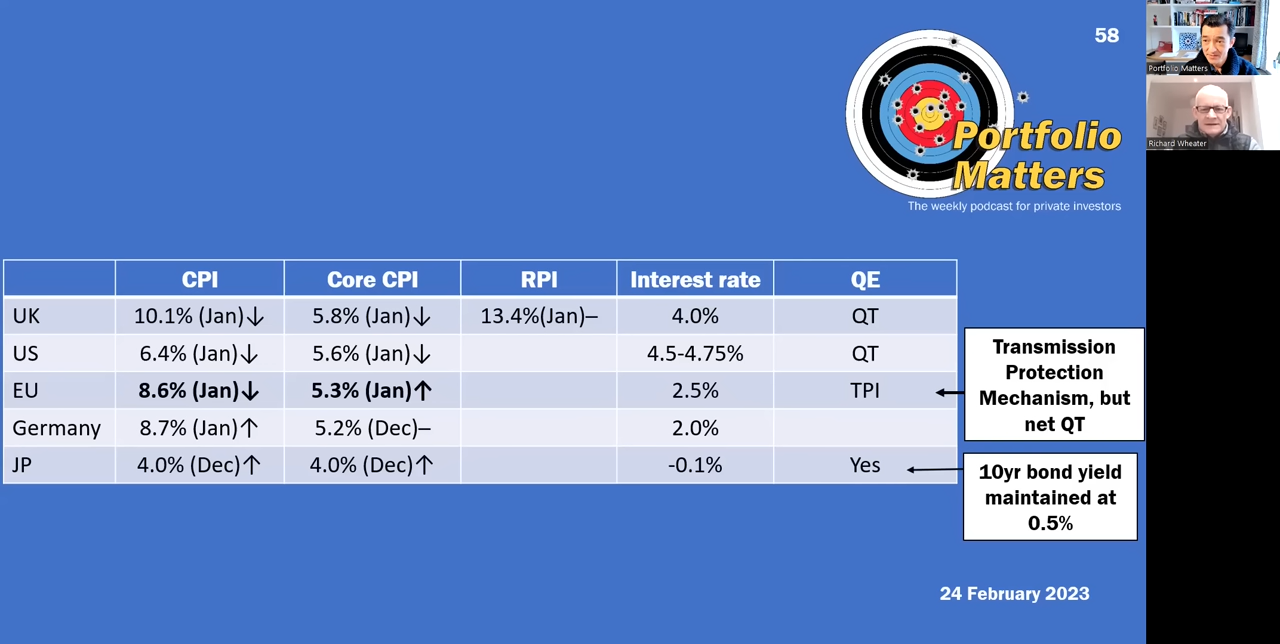 58
Portfolio
Matters
The weekly podcast for private investors
Portfolio Matters
Richard Wheater
CPI Core CPI RPI Interest rate QE
UK 10.1% (Jan)↓ 5.8% (Jan)↓ 13.4%(Jan)– 4.0% QT
US 6.4% (Jan)↓ 5.6% (Jan)↓ 4.5-4.75% QT
EU 8.6% (Jan)↓ 5.3% (Jan)↑ 2.5% TPI
Germany 8.7% (Jan)↑ 5.2% (Dec)– 2.0%
JP 4.0% (Dec)↑ 4.0% (Dec)↑ -0.1% Yes
Transmission
Protection
Mechanism, but
net QT
10yr bond yield
maintained at
0.5%
24 February 2023